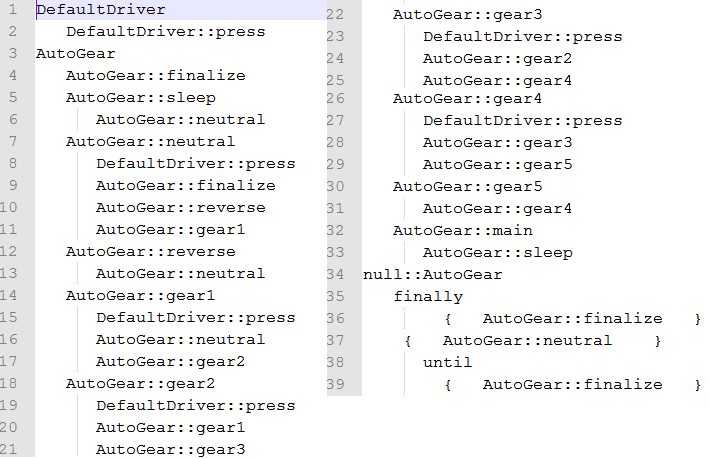 1 DefaultDriver
2 DefaultDriver::press
3 AutoGear
4 AutoGear::finalize
5 AutoGear::sleep
6 AutoGear::neutral
7 AutoGear::neutral
8 DefaultDriver::press
9 AutoGear::finalize
10 AutoGear::reverse
11 AutoGear::gear1
12 AutoGear::reverse
13 AutoGear::neutral
14 AutoGear::gear1
15 DefaultDriver::press
16 AutoGear::neutral
17 AutoGear::gear2
18 AutoGear::gear2
19 DefaultDriver::press
20 AutoGear::gear1
21 AutoGear::gear3
22 AutoGear::gear3
23 DefaultDriver::press
24 AutoGear::gear2
25 AutoGear::gear4
26 AutoGear::gear4
27 DefaultDriver::press
28 AutoGear::gear3
29 AutoGear::gear5
30 AutoGear::gear5
31 AutoGear::gear4
32 AutoGear::main
33 AutoGear::sleep
34 null::AutoGear
35 finally
36 { AutoGear::finalize }
37 { AutoGear::neutral }
38 until
39 { AutoGear::finalize }